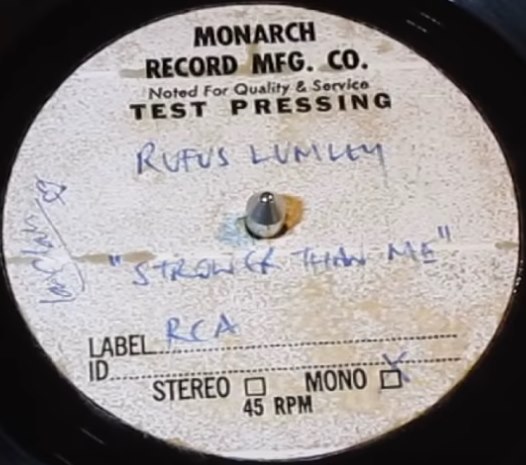 MONARCH
RECORD MFG. CO.
Noted For Quality & Service
TEST PRESSING
RUFUS LUMLEY
"STRONGER THAN ME"
LABEL RCA
ID
STEREO MONO X
45 RPM